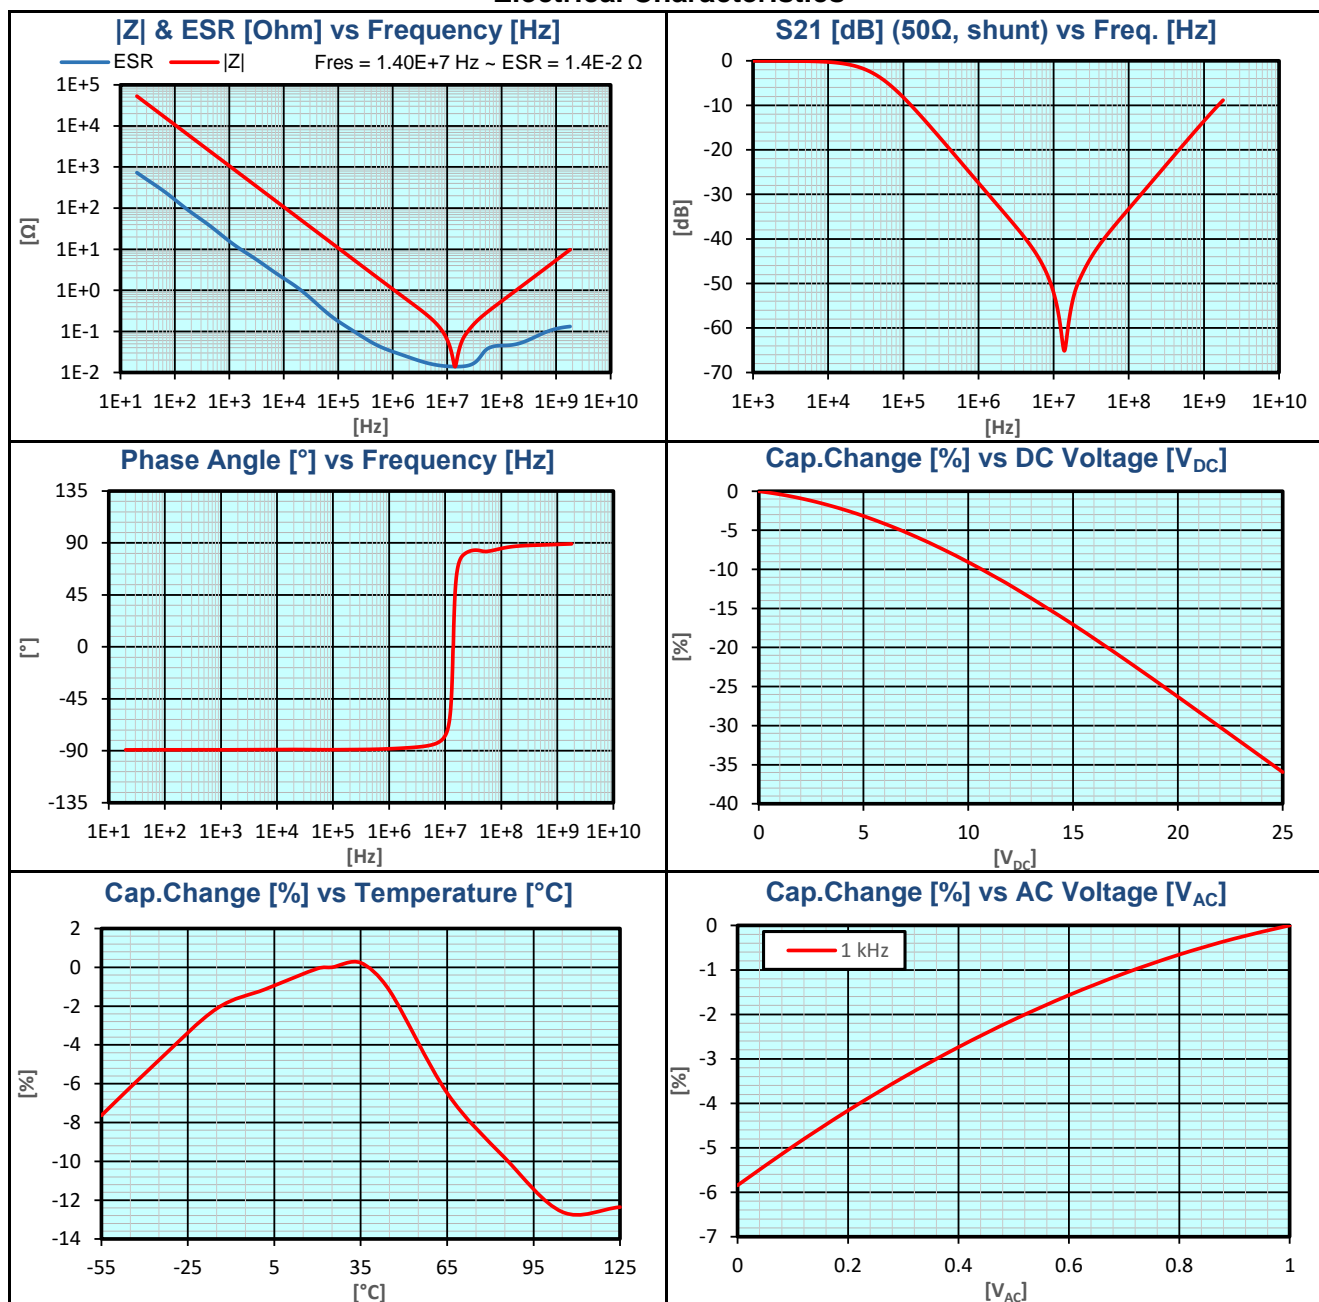 |Z| & ESR [Ohm] vs Frequency [Hz]
ESR |Z| Fres = 1.40E+7 Hz ~ ESR = 1.4E-2 Ω
1E+5
1E+4
1E+3
1E+2
1E+1
1E+0
1E-1
1E-2
[Ω]
1E+1 1E+2 1E+3 1E+4 1E+5 1E+6 1E+7 1E+8 1E+9 1E+10
[Hz]
S21 [dB] (50Ω, shunt) vs Freq. [Hz]
0
-10
-20
-30
-40
-50
-60
-70
[dB]
1E+3 1E+4 1E+5 1E+6 1E+7 1E+8 1E+9 1E+10
[Hz]
Phase Angle [°] vs Frequency [Hz]
135
90
45
0
-45
-90
-135
[°]
1E+1 1E+2 1E+3 1E+4 1E+5 1E+6 1E+7 1E+8 1E+9 1E+10
[Hz]
Cap.Change [%] vs DC Voltage [VDC]
0
-5
-10
-15
-20
-25
-30
-35
-40
[%]
0 5 10 15 20 25
[VDC]
Cap.Change [%] vs Temperature [°C]
2
0
-2
-4
-6
-8
-10
-12
-14
[%]
-55 -25 5 35 65 95 125
[°C]
Cap.Change [%] vs AC Voltage [VAC]
1 kHz
0
-1
-2
-3
-4
-5
-6
-7
[%]
0 0.2 0.4 0.6 0.8 1
[VAC]